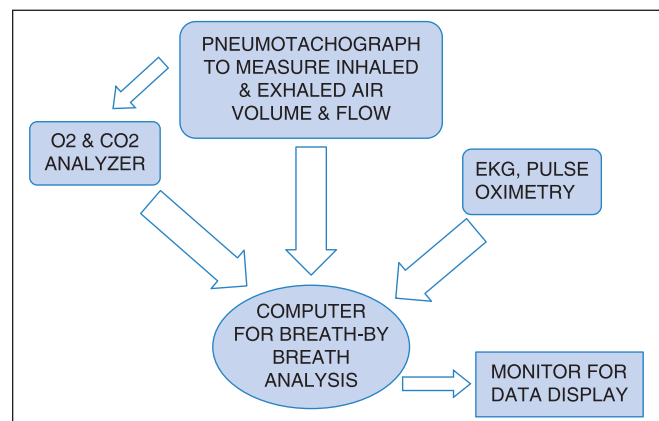 PNEUMOTACHOGRAPH
TO MEASURE INHALED
& EXHALED AIR
VOLUME & FLOW
O2 & CO2
ANALYZER
EKG, PULSE
OXIMETRY
COMPUTER
FOR BREATH-BY
BREATH
ANALYSIS
MONITOR FOR
DATA DISPLAY